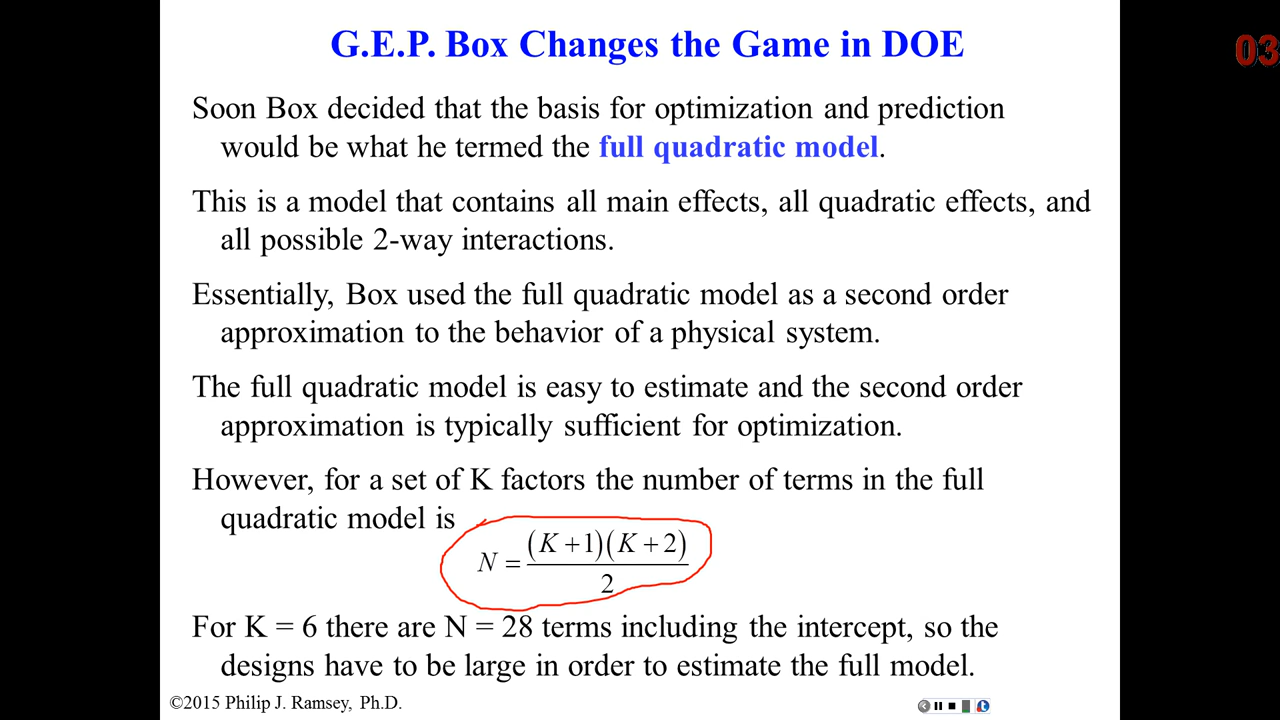 G.E.P. Box Changes the Game in DOE
03
Soon Box decided that the basis for optimization and prediction
would be what he termed the full quadratic model.
This is a model that contains all main effects, all quadratic effects, and
all possible 2-way interactions.
Essentially, Box used the full quadratic model as a second order
approximation to the behavior of a physical system.
The full quadratic model is easy to estimate and the second order
approximation is typically sufficient for optimization.
However, for a set of K factors the number of terms in the full
quadratic model is
N = (K+1)(K+2)
2
For K = 6 there are N = 28 terms including the intercept, so the
designs have to be large in order to estimate the full model.
©2015 Philip J. Ramsey, Ph.D.